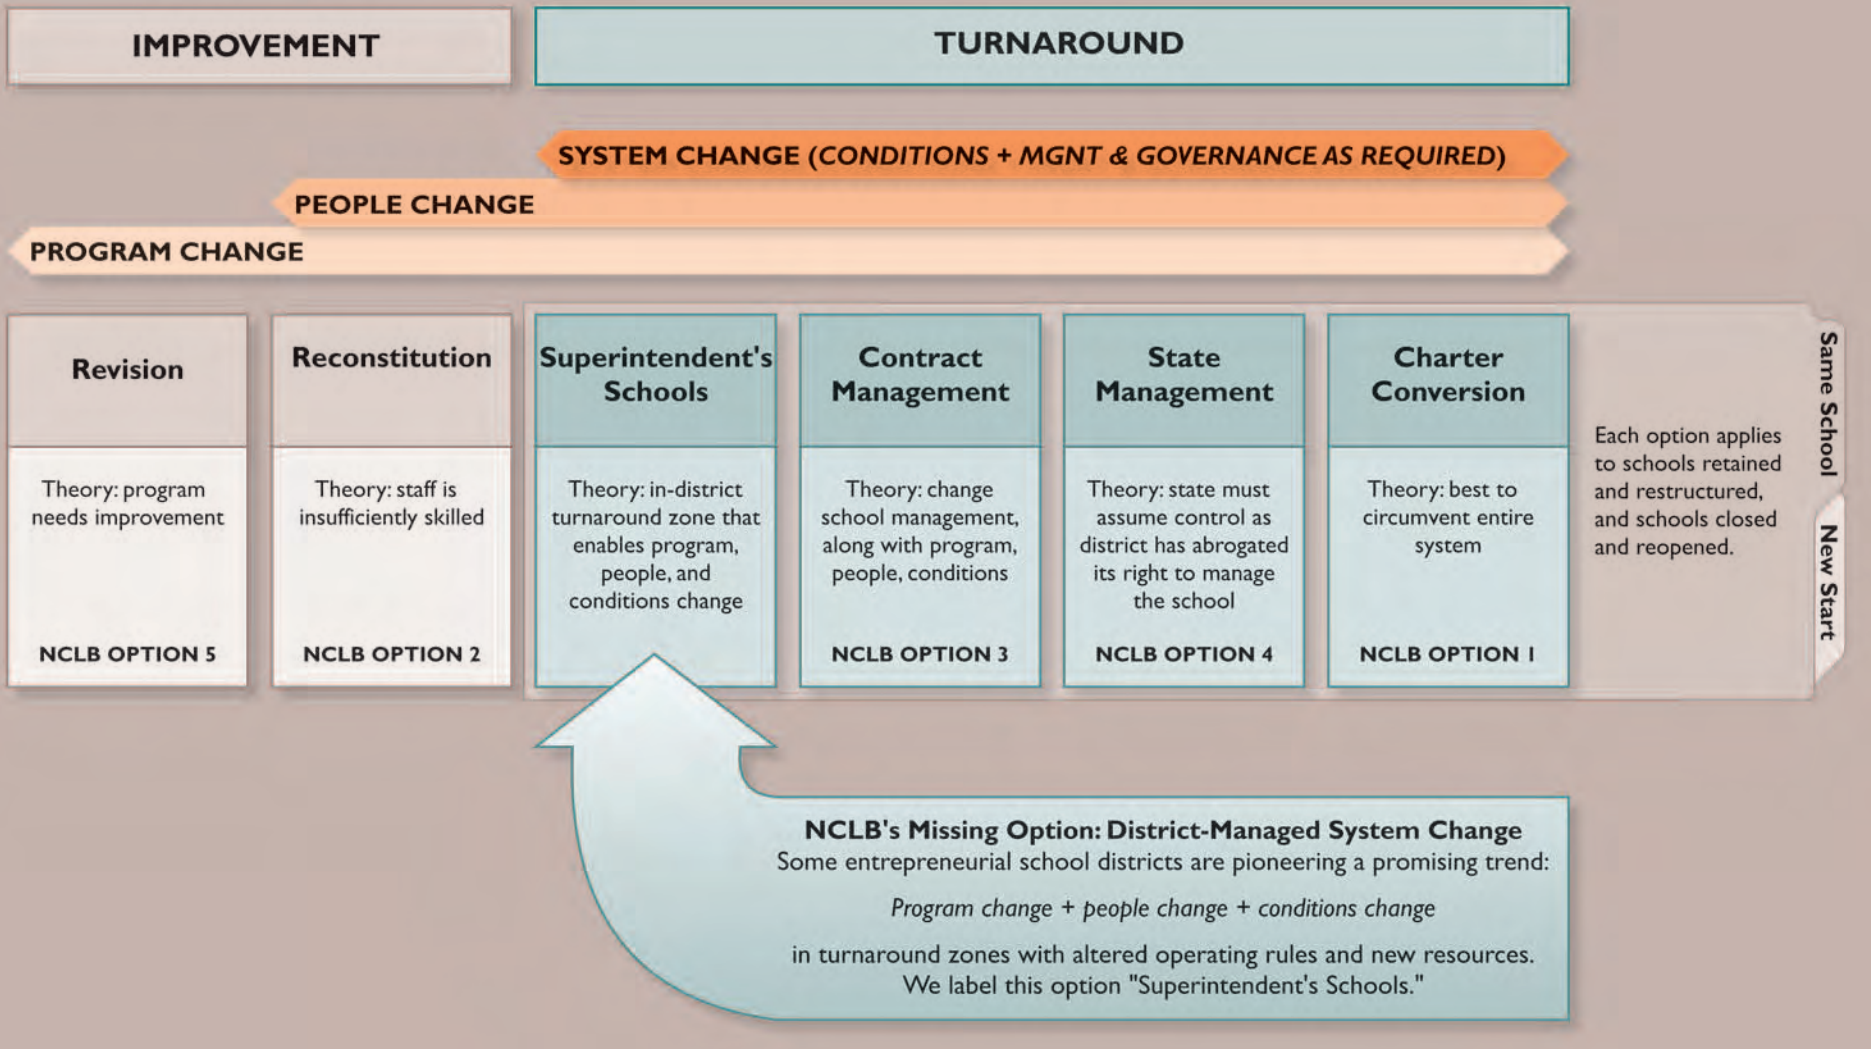 IMPROVEMENT
TURNAROUND
SYSTEM CHANGE (CONDITIONS + MGNT & GOVERNANCE AS REQUIRED)
PEOPLE CHANGE
PROGRAM CHANGE
Revision
Theory: program
needs improvement
NCLB OPTION 5
Reconstitution
Theory: staff is
insufficiently skilled
NCLB OPTION 2
Superintendent's
Schools
Theory: in-district
turnaround zone that
enables program,
people, and
conditions change
Contract
Management
Theory: change
school management,
along with program,
people, conditions
NCLB OPTION 3
State
Management
Theory: state must
assume control as
district has abrogated
its right to manage
the school
NCLB OPTION 4
Charter
Conversion
Theory: best to
circumvent entire
system
NCLB OPTION 1
Each option applies
to schools retained
and restructured,
and schools closed
and reopened.
Same School
New Start
NCLB's Missing Option: District-Managed System Change
Some entrepreneurial school districts are pioneering a promising trend:
Program change + people change + conditions change
in turnaround zones with altered operating rules and new resources.
We label this option "Superintendent's Schools."